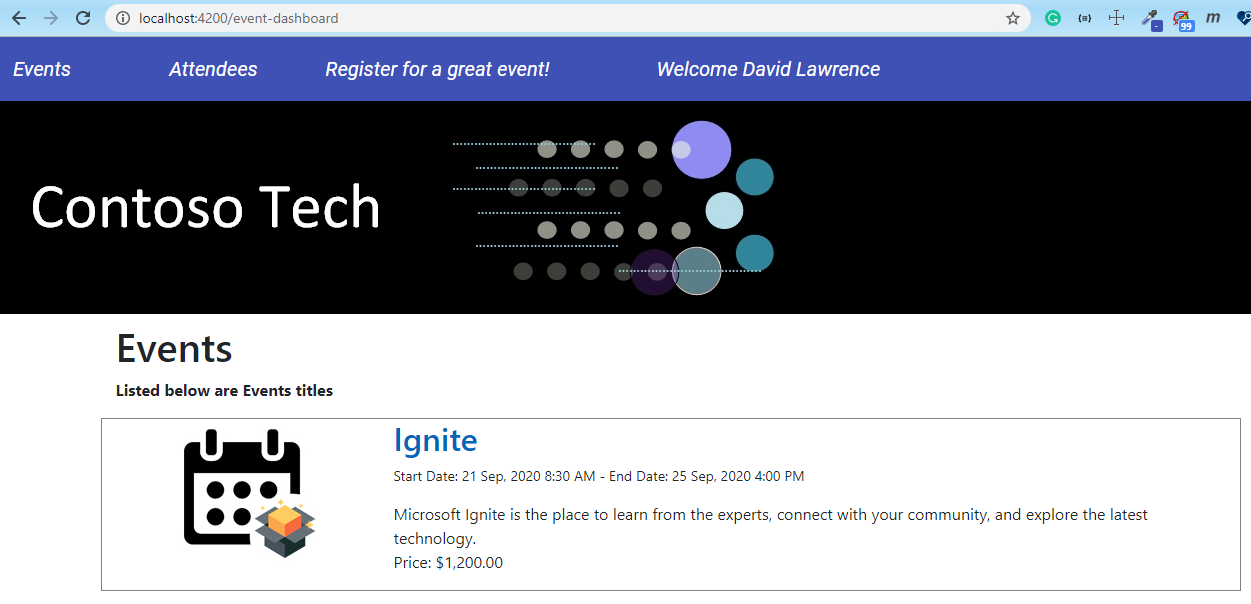 localhost:4200/event-dashboard
99
m
Events Attendees Register for a great event! Welcome David Lawrence
Contoso Tech
Events
Listed below are Events titles
Ignite
Start Date: 21 Sep, 2020 8:30 AM - End Date: 25 Sep, 2020 4:00 PM
Microsoft Ignite is the place to learn from the experts, connect with your community, and explore the latest
technology.
Price: $1,200.00